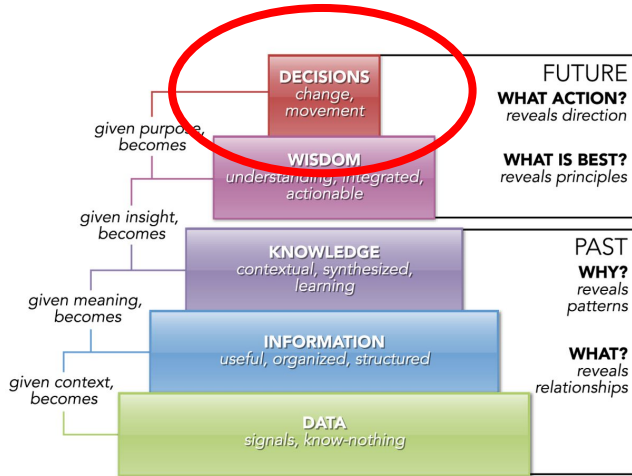 DECISIONS
change,
movement
FUTURE
WHAT ACTION?
reveals direction
given purpose,
becomes
WISDOM
understanding, integrated,
actionable
WHAT IS BEST?
reveals principles
given insight,
becomes
KNOWLEDGE
contextual, synthesized,
learning
PAST
WHY?
reveals
patterns
given meaning,
becomes
INFORMATION
useful, organized, structured
WHAT?
reveals
relationships
given context,
becomes
DATA
signals, know-nothing